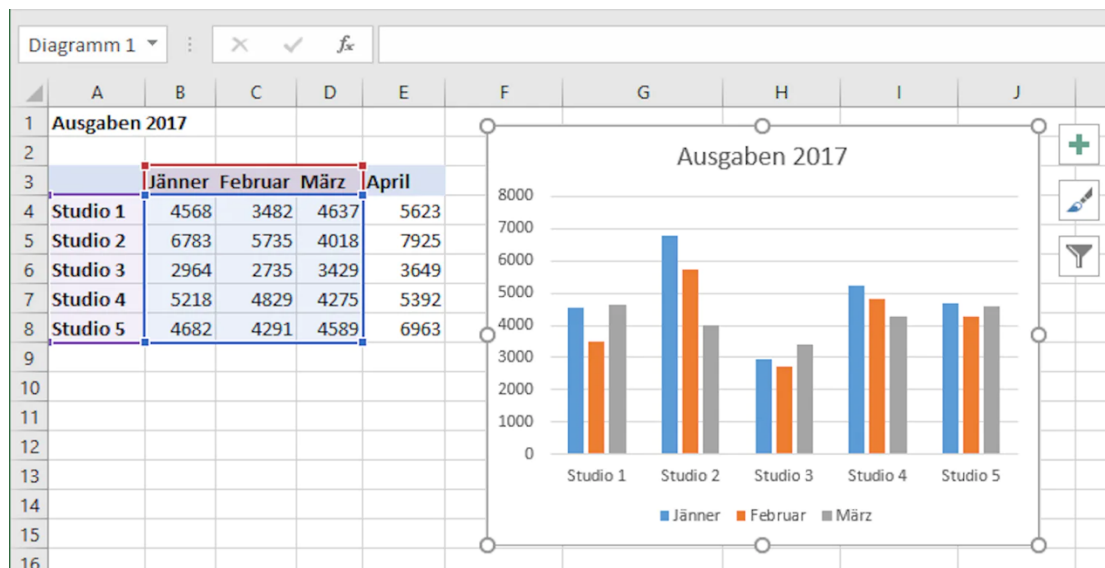 Diagramm 1 fx
A B C D E F G H I J
1 Ausgaben 2017
2
3 Jänner Februar März April
4 Studio 1 4568 3482 4637 5623
5 Studio 2 6783 5735 4018 7925
6 Studio 3 2964 2735 3429 3649
7 Studio 4 5218 4829 4275 5392
8 Studio 5 4682 4291 4589 6963
9
10
11
12
13
14
15
16
Ausgaben 2017
8000
7000
6000
5000
4000
3000
2000
1000
0
Studio 1 Studio 2 Studio 3 Studio 4 Studio 5
Jänner Februar März